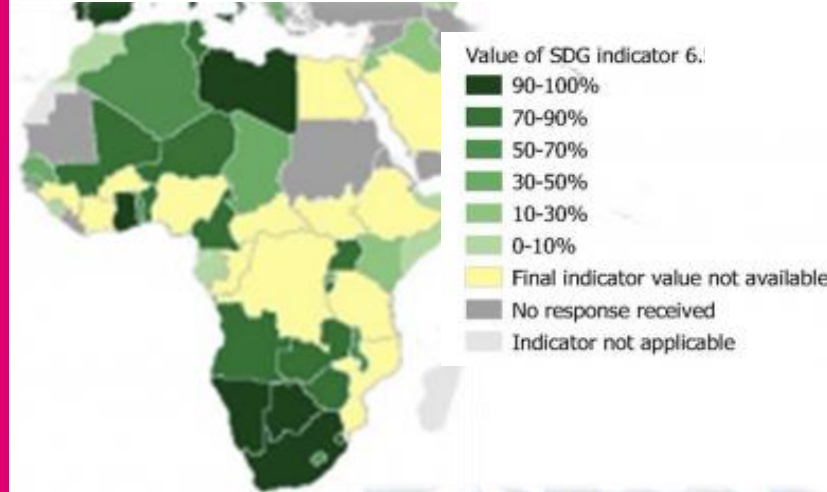 Value of SDG indicator 6.
90-100%
70-90%
50-70%
30-50%
10-30%
0-10%
Final indicator value not available
No response received
Indicator not applicable